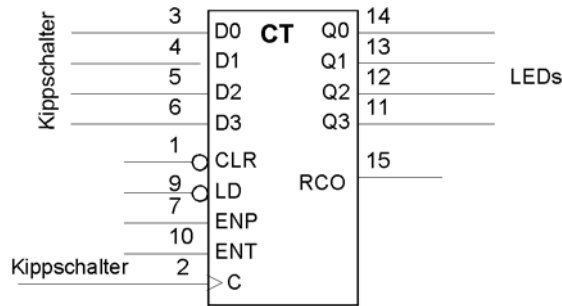 Kippschalter
3 D0 CT Q0 14
4 D1 Q1 13
5 D2 Q2 12 LEDs
6 D3 Q3 11
1 CLR
RCO 15
9 LD
7 ENP
10 ENT
Kippschalter 2 C